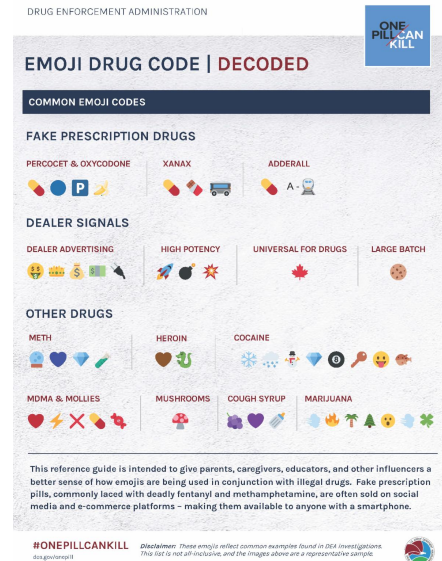 DRUG ENFORCEMENT ADMINISTRATION
ONE
PILL CAN
KILL
EMOJI DRUG CODE | DECODED
COMMON EMOJI CODES
FAKE PRESCRIPTION DRUGS
PERCOCET & OXYCODONE
XANAX
ADDERALL
P
A-
DEALER SIGNALS
DEALER ADVERTISING
HIGH POTENCY
UNIVERSAL FOR DRUGS
LARGE BATCH
OTHER DRUGS
METH
HEROIN
COCAINE
8
MDMA & MOLLIES
MUSHROOMS
COUGH SYRUP
MARIJUANA
This reference guide is intended to give parents, caregivers, educators, and other influencers a
better sense of how emojis are being used in conjunction with illegal drugs. Fake prescription
pills, commonly laced with deadly fentanyl and methamphetamine, are often sold on social
media and e-commerce platforms – making them available to anyone with a smartphone.
#ONEPILLCANKILL
dea.gov/onepill
Disclaimer: These emojis reflect common examples found in DEA investigations.
This list is not all-inclusive, and the images above are a representative sample.